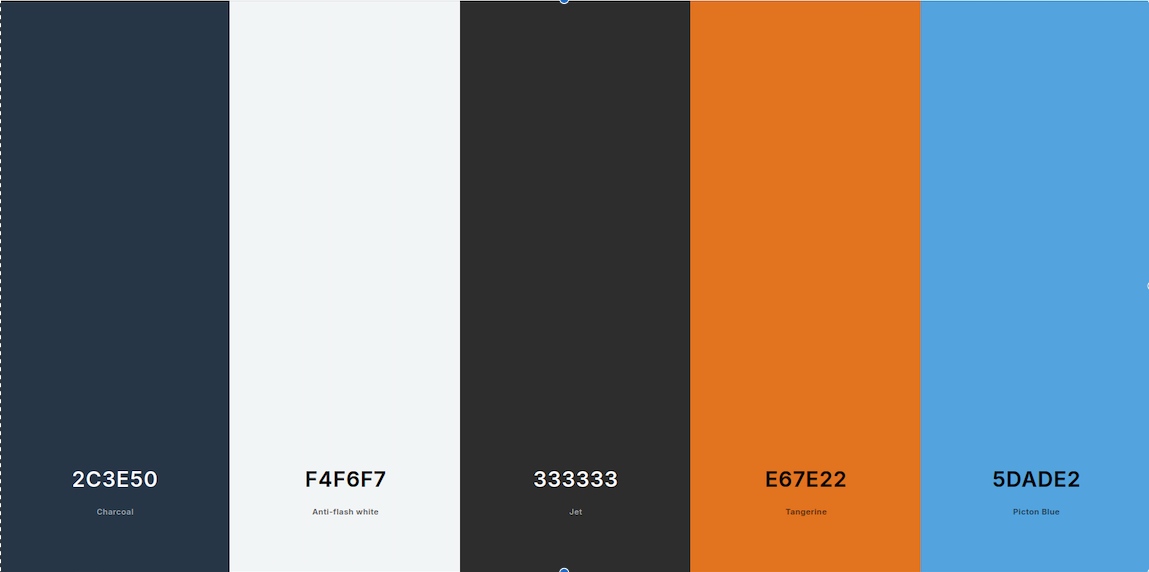 2C3E50
Charcoal
F4F6F7
Anti-flash white
333333
Jet
E67E22
Tangerine
5DADE2
Picton Blue